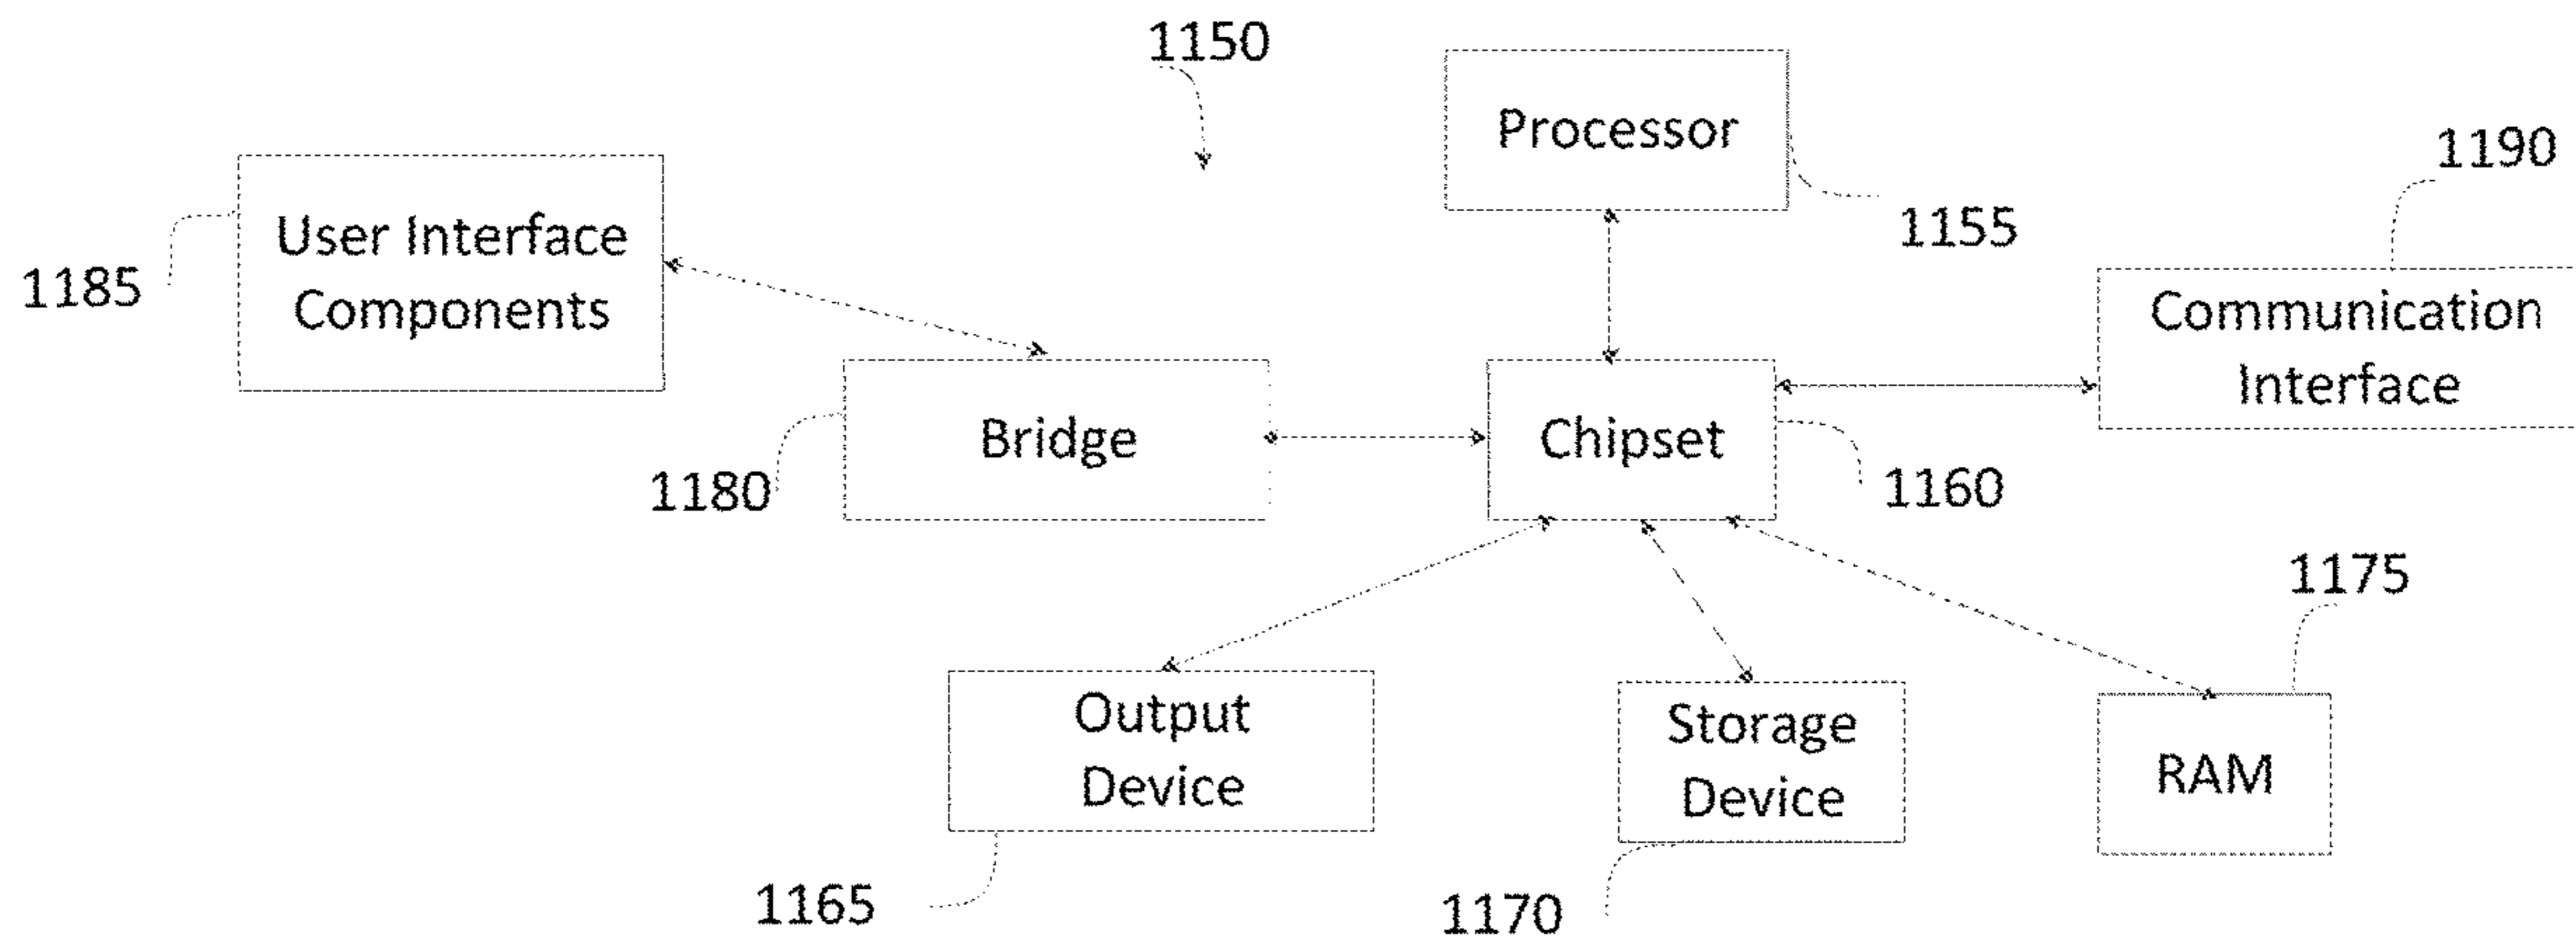 1150
Processor
1190
1155
User Interface
Components
1185
Communication
Interface
Bridge
Chipset
1180
1160
1175
Output
Device
Storage
Device
RAM
1165
1170